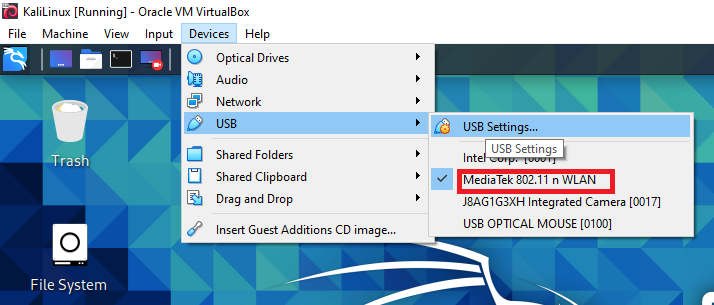 KaliLinux [Running] - Oracle VM VirtualBox
File Machine View Input Devices Help
Optical Drives
Audio
Network
USB
USB Settings...
USB Settings
Intel Corp. [0001]
MediaTek 802.11 n WLAN
J8AG1G3XH Integrated Camera [0017]
USB OPTICAL MOUSE [0100]
Shared Folders
Shared Clipboard
Drag and Drop
Insert Guest Additions CD image...
Trash
File System